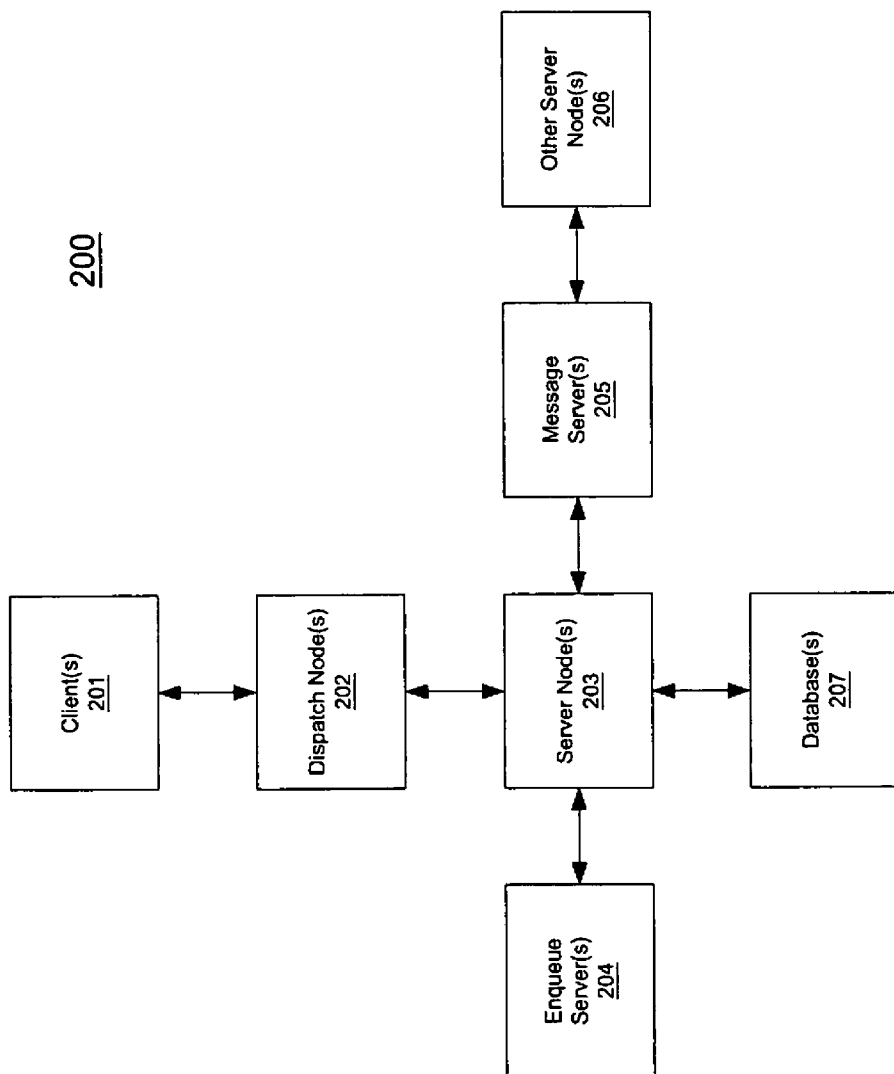 Client(s)
201
200
Dispatch Node(s)
202
Enqueue
Server(s)
204
Server Node(s)
203
Message
Server(s)
205
Other Server
Node(s)
206
Database(s)
207